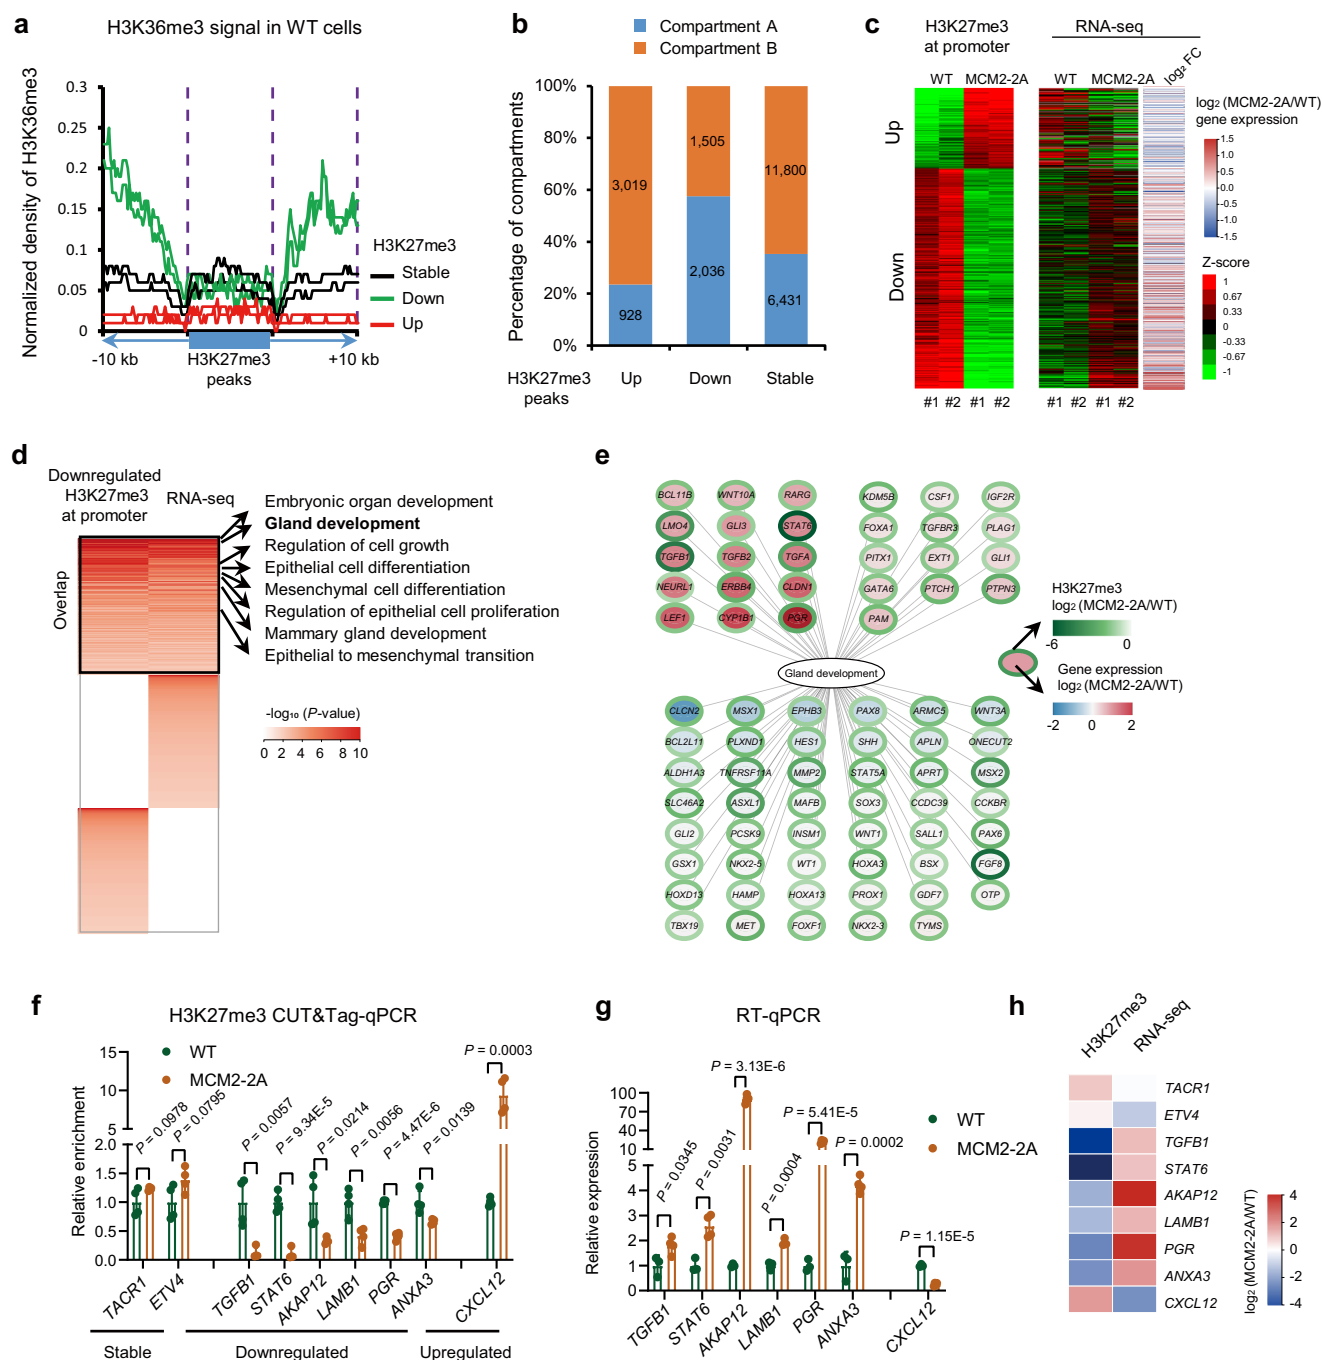 a
H3K36me3 signal in WT cells
Normalized density of H3K36me3
0.3
0.25
0.2
0.15
0.1
0.05
0
-10 kb
H3K27me3
peaks
+10 kb
H3K27me3
Stable
Down
Up
b
Compartment A
Compartment B
Percentage of compartments
100%
80%
60%
40%
20%
0%
3,019
928
1,505
2,036
11,800
6,431
H3K27me3
peaks
Up
Down
Stable
c
H3K27me3
at promoter
RNA-seq
WT
MCM2-2A
WT
MCM2-2A
log₂ FC
Up
Down
#1 #2 #1 #2
#1 #2 #1 #2
log₂ (MCM2-2A/WT)
gene expression
1.5
1.0
0.5
0.0
-0.5
-1.0
-1.5
Z-score
1
0.67
0.33
0
-0.33
-0.67
-1
d
Downregulated
H3K27me3
at promoter
RNA-seq
Overlap
Embryonic organ development
Gland development
Regulation of cell growth
Epithelial cell differentiation
Mesenchymal cell differentiation
Regulation of epithelial cell proliferation
Mammary gland development
Epithelial to mesenchymal transition
-log₁₀ (P-value)
0 2 4 6 8 10
e
BCL11B WNT10A RARG KDM5B CSF1 IGF2R
LMO4 GLI3 STAT6 FOXA1 TGFBR3 PLAG1
TGFB1 TGFB2 TGFA PITX1 EXT1 GLI1
NEURL1 ERBB4 CLDN1 GATA6 PTCH1 PTPN3
LEF1 CYP1B1 PGR PAM
Gland development
CLCN2 MSX1 EPHB3 PAX8 ARMC5 WNT3A
BCL2L11 PLXND1 HES1 SHH APLN ONECUT2
ALDH1A3 TNFRSF11A MMP2 STAT5A APRT MSX2
SLC46A2 ASXL1 MAFB SOX3 CCDC39 CCKBR
GLI2 PCSK9 INSM1 WNT1 SALL1 PAX6
GSX1 NKX2-5 WT1 HOXA3 BSX FGF8
HOXD13 HAMP HOXA13 PROX1 GDF7 OTP
TBX19 MET FOXF1 NKX2-3 TYMS
H3K27me3
log₂ (MCM2-2A/WT)
-6 0
Gene expression
log₂ (MCM2-2A/WT)
-2 0 2
f
H3K27me3 CUT&Tag-qPCR
WT
MCM2-2A
Relative enrichment
15
10
5
2.0
1.5
1.0
0.5
0.0
P = 0.0978
P = 0.0795
P = 0.0057
P = 9.34E-5
P = 0.0214
P = 0.0056
P = 4.47E-6
P = 0.0139
P = 0.0003
TACR1
ETV4
TGFB1
STAT6
AKAP12
LAMB1
PGR
ANXA3
CXCL12
Stable
Downregulated
Upregulated
g
RT-qPCR
WT
MCM2-2A
Relative expression
100
70
40
10
5
4
3
2
1
0
P = 0.0345
P = 0.0031
P = 3.13E-6
P = 0.0004
P = 5.41E-5
P = 0.0002
P = 1.15E-5
TGFB1
STAT6
AKAP12
LAMB1
PGR
ANXA3
CXCL12
h
H3K27me3
RNA-seq
TACR1
ETV4
TGFB1
STAT6
AKAP12
LAMB1
PGR
ANXA3
CXCL12
log₂ (MCM2-2A/WT)
4
2
0
-2
-4